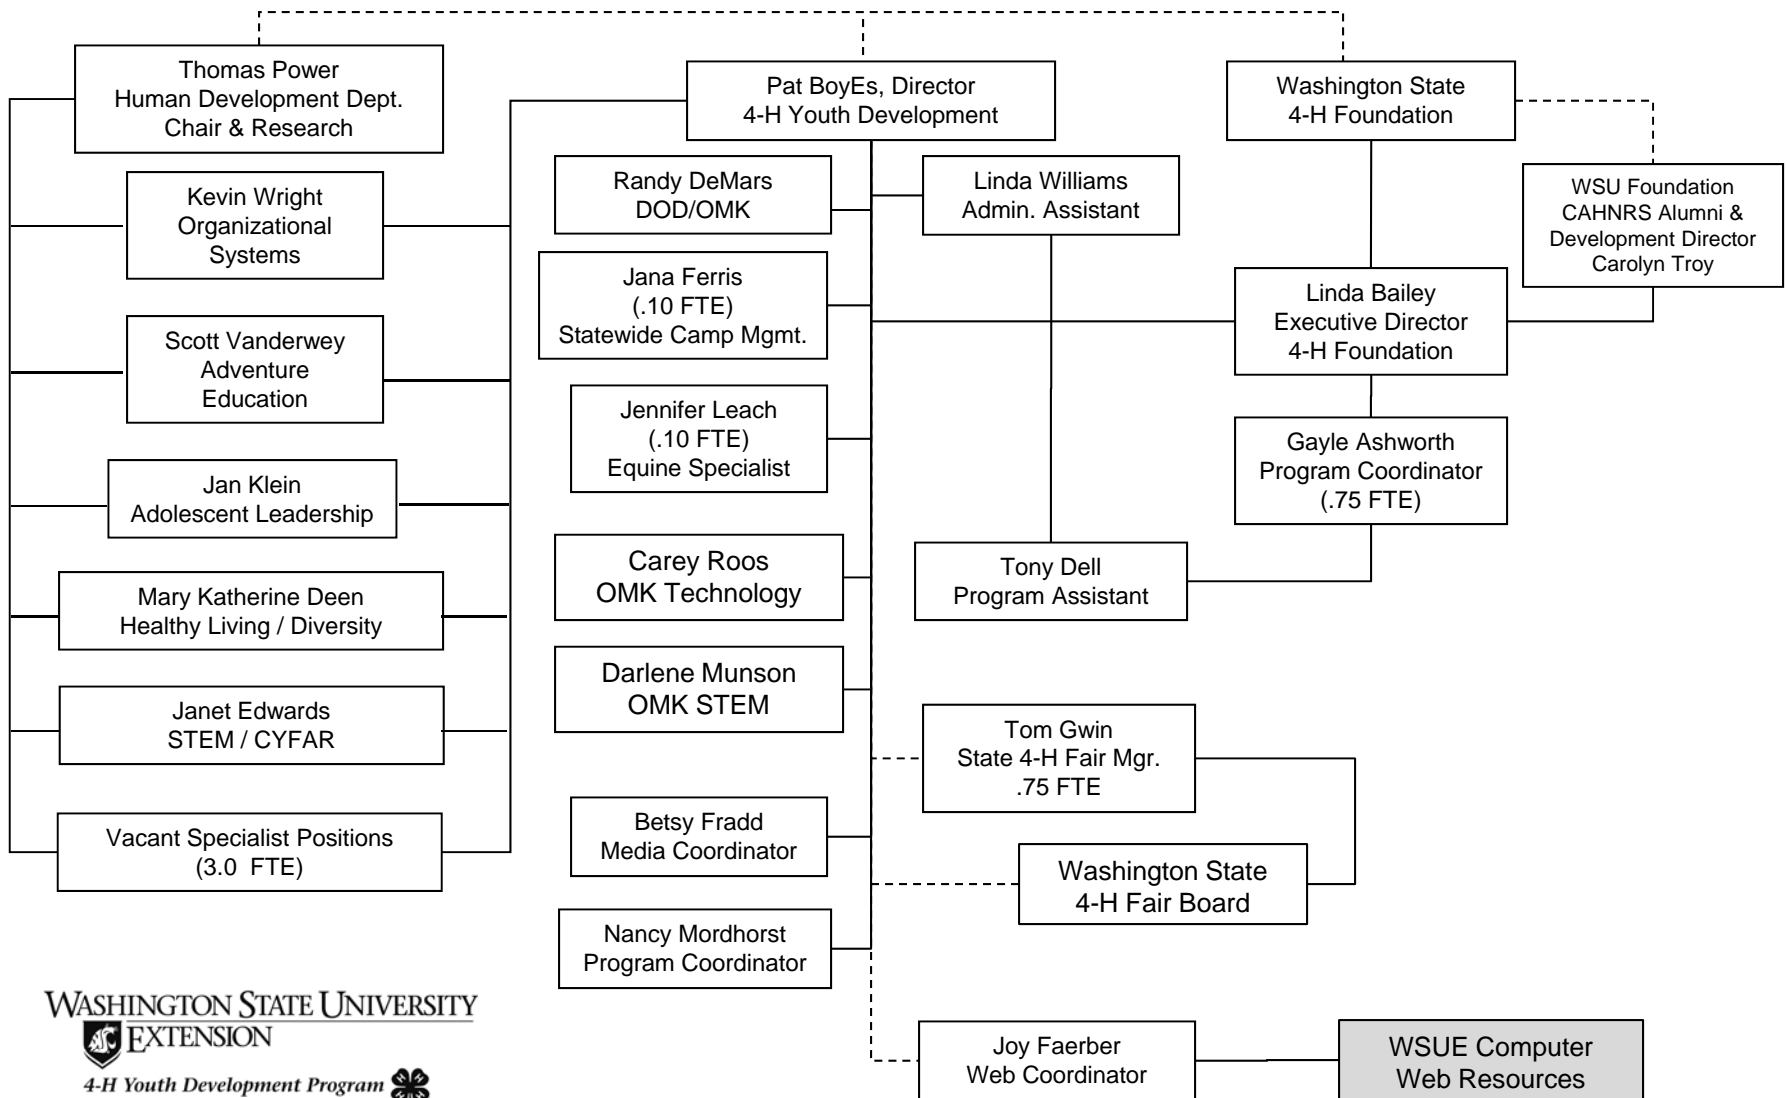 Thomas Power
Human Development Dept.
Chair & Research
Pat BoyEs, Director
4-H Youth Development
Washington State
4-H Foundation
Kevin Wright
Organizational
Systems
Randy DeMars
DOD/OMK
Linda Williams
Admin. Assistant
WSU Foundation
CAHNRS Alumni &
Development Director
Carolyn Troy
Jana Ferris
(.10 FTE)
Statewide Camp Mgmt.
Linda Bailey
Executive Director
4-H Foundation
Scott Vanderwey
Adventure
Education
Jennifer Leach
(.10 FTE)
Equine Specialist
Gayle Ashworth
Program Coordinator
(.75 FTE)
Jan Klein
Adolescent Leadership
Carey Roos
OMK Technology
Tony Dell
Program Assistant
Mary Katherine Deen
Healthy Living / Diversity
Darlene Munson
OMK STEM
Janet Edwards
STEM / CYFAR
Tom Gwin
State 4-H Fair Mgr.
.75 FTE
Vacant Specialist Positions
(3.0 FTE)
Betsy Fradd
Media Coordinator
Washington State
4-H Fair Board
Nancy Mordhorst
Program Coordinator
WASHINGTON STATE UNIVERSITY
EXTENSION
4-H Youth Development Program
Joy Faerber
Web Coordinator
WSUE Computer
Web Resources